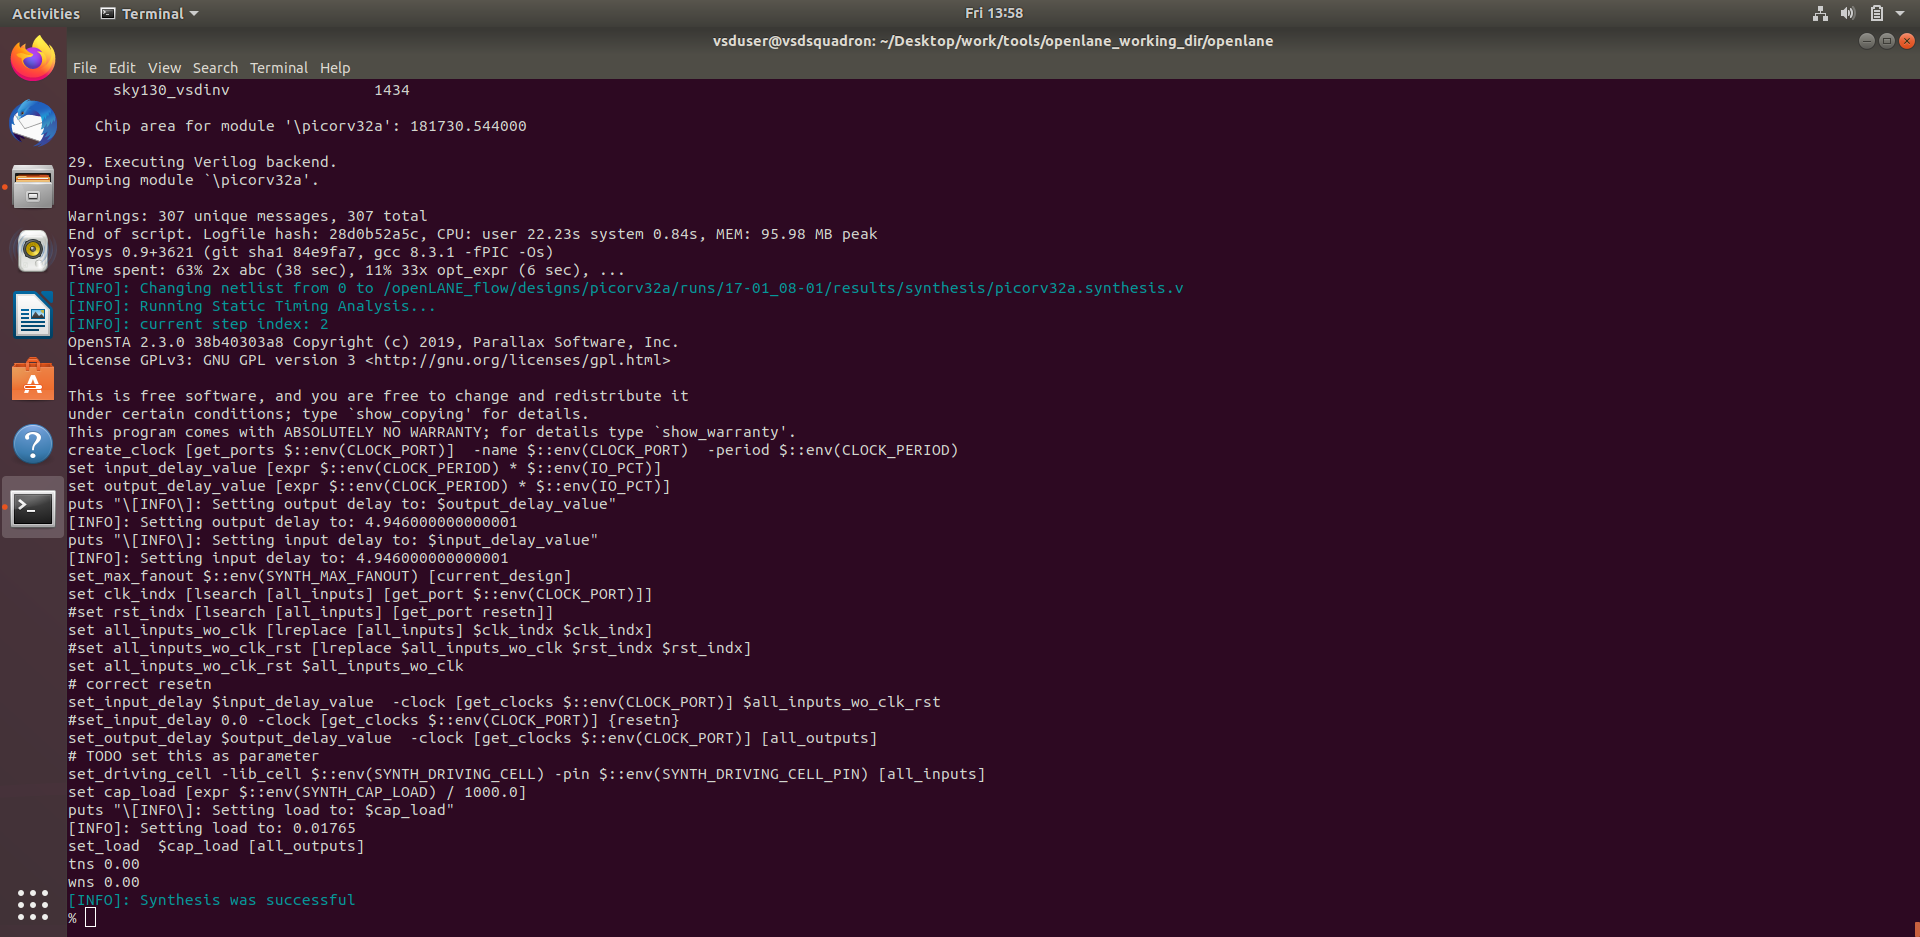 Activities Terminal Fri 13:58
vsduser@vsdsquadron: ~/Desktop/work/tools/openlane_working_dir/openlane
File Edit View Search Terminal Help
sky130_vsdinv 1434
Chip area for module '\picorv32a': 181730.544000
29. Executing Verilog backend.
Dumping module `\picorv32a'.
Warnings: 307 unique messages, 307 total
End of script. Logfile hash: 28d0b52a5c, CPU: user 22.23s system 0.84s, MEM: 95.98 MB peak
Yosys 0.9+3621 (git sha1 84e9fa7, gcc 8.3.1 -fPIC -Os)
Time spent: 63% 2x abc (38 sec), 11% 33x opt_expr (6 sec), ...
[INFO]: Changing netlist from 0 to /openLANE_flow/designs/picorv32a/runs/17-01_08-01/results/synthesis/picorv32a.synthesis.v
[INFO]: Running Static Timing Analysis...
[INFO]: current step index: 2
OpenSTA 2.3.0 38b40303a8 Copyright (c) 2019, Parallax Software, Inc.
License GPLv3: GNU GPL version 3 <http://gnu.org/licenses/gpl.html>
This is free software, and you are free to change and redistribute it
under certain conditions; type `show_copying' for details.
This program comes with ABSOLUTELY NO WARRANTY; for details type `show_warranty'.
create_clock [get_ports $::env(CLOCK_PORT)]  -name $::env(CLOCK_PORT)  -period $::env(CLOCK_PERIOD)
set input_delay_value [expr $::env(CLOCK_PERIOD) * $::env(IO_PCT)]
set output_delay_value [expr $::env(CLOCK_PERIOD) * $::env(IO_PCT)]
puts "\[INFO\]: Setting output delay to: $output_delay_value"
[INFO]: Setting output delay to: 4.946000000000001
puts "\[INFO\]: Setting input delay to: $input_delay_value"
[INFO]: Setting input delay to: 4.946000000000001
set_max_fanout $::env(SYNTH_MAX_FANOUT) [current_design]
set clk_indx [lsearch [all_inputs] [get_port $::env(CLOCK_PORT)]]
#set rst_indx [lsearch [all_inputs] [get_port resetn]]
set all_inputs_wo_clk [lreplace [all_inputs] $clk_indx $clk_indx]
#set all_inputs_wo_clk_rst [lreplace $all_inputs_wo_clk $rst_indx $rst_indx]
set all_inputs_wo_clk_rst $all_inputs_wo_clk
# correct resetn
set_input_delay $input_delay_value  -clock [get_clocks $::env(CLOCK_PORT)] $all_inputs_wo_clk_rst
#set_input_delay 0.0 -clock [get_clocks $::env(CLOCK_PORT)] {resetn}
set_output_delay $output_delay_value  -clock [get_clocks $::env(CLOCK_PORT)] [all_outputs]
# TODO set this as parameter
set_driving_cell -lib_cell $::env(SYNTH_DRIVING_CELL) -pin $::env(SYNTH_DRIVING_CELL_PIN) [all_inputs]
set cap_load [expr $::env(SYNTH_CAP_LOAD) / 1000.0]
puts "\[INFO\]: Setting load to: $cap_load"
[INFO]: Setting load to: 0.01765
set_load  $cap_load [all_outputs]
tns 0.00
wns 0.00
[INFO]: Synthesis was successful
%